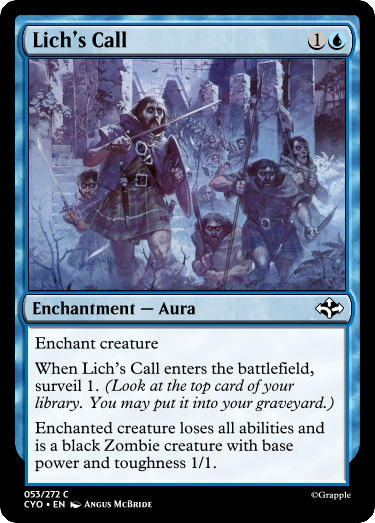 Lich's Call 1
Enchantment — Aura
Enchant creature
When Lich's Call enters the battlefield,
surveil 1. (Look at the top card of your
library. You may put it into your graveyard.)
Enchanted creature loses all abilities and
is a black Zombie creature with base
power and toughness 1/1.
053/272 C
CYO • EN Angus McBride
©Grapple